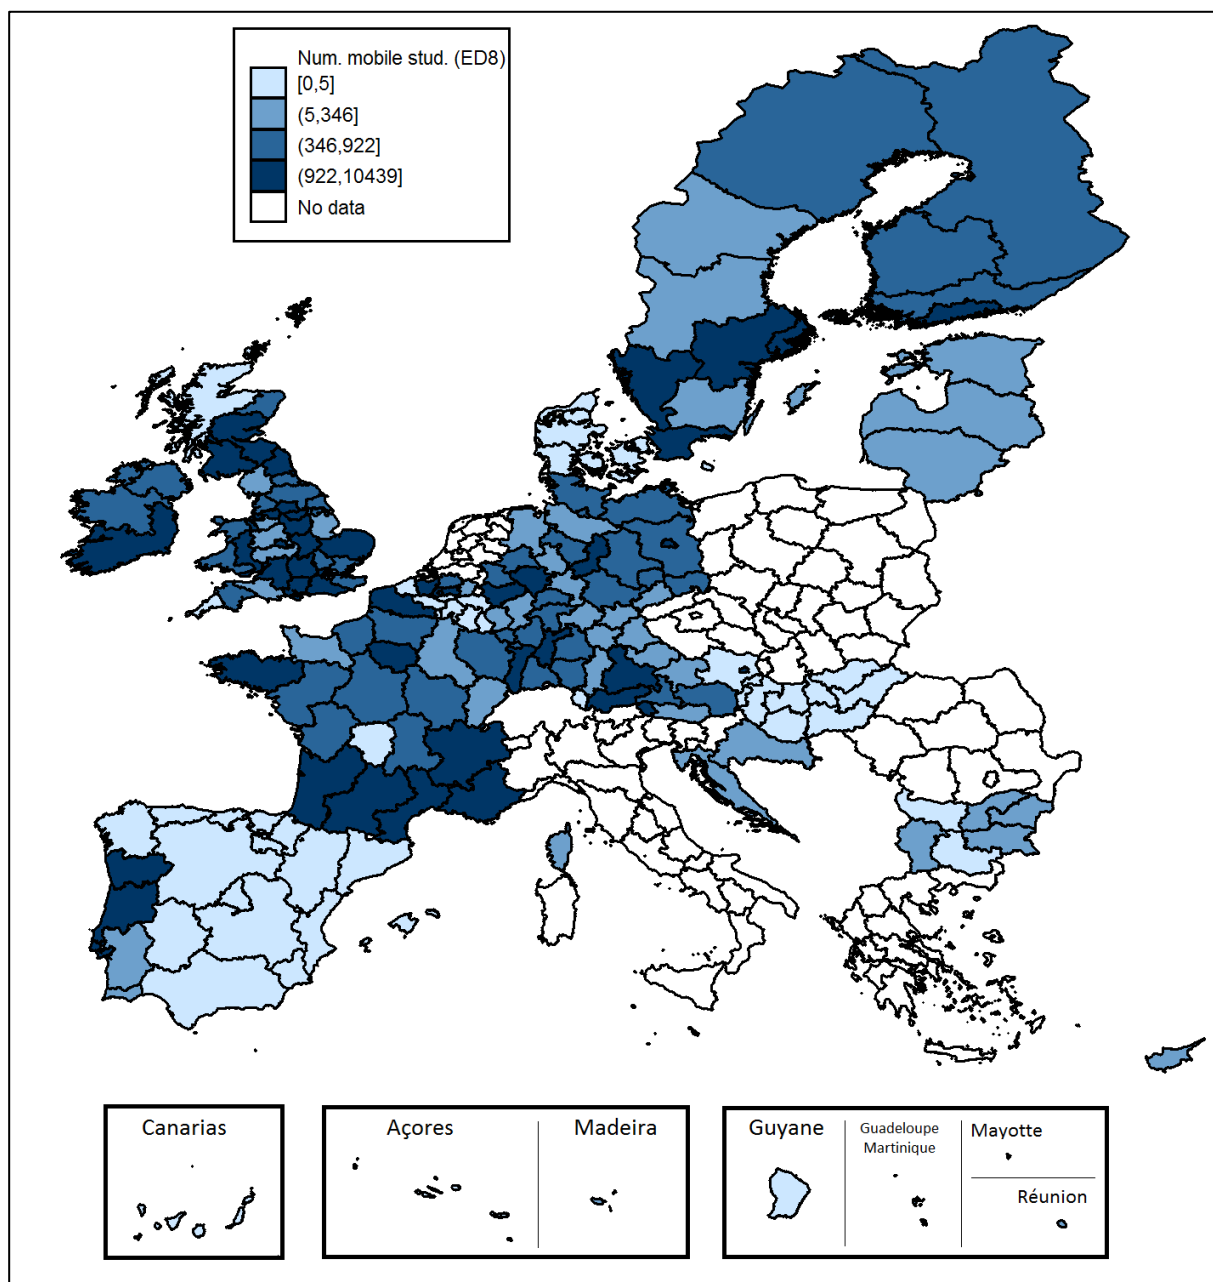 Num. mobile stud. (ED8)
[0,5]
(5,346]
(346,922]
(922,10439]
No data
Canarias
Açores
Madeira
Guyane
Guadeloupe
Martinique
Mayotte
Réunion